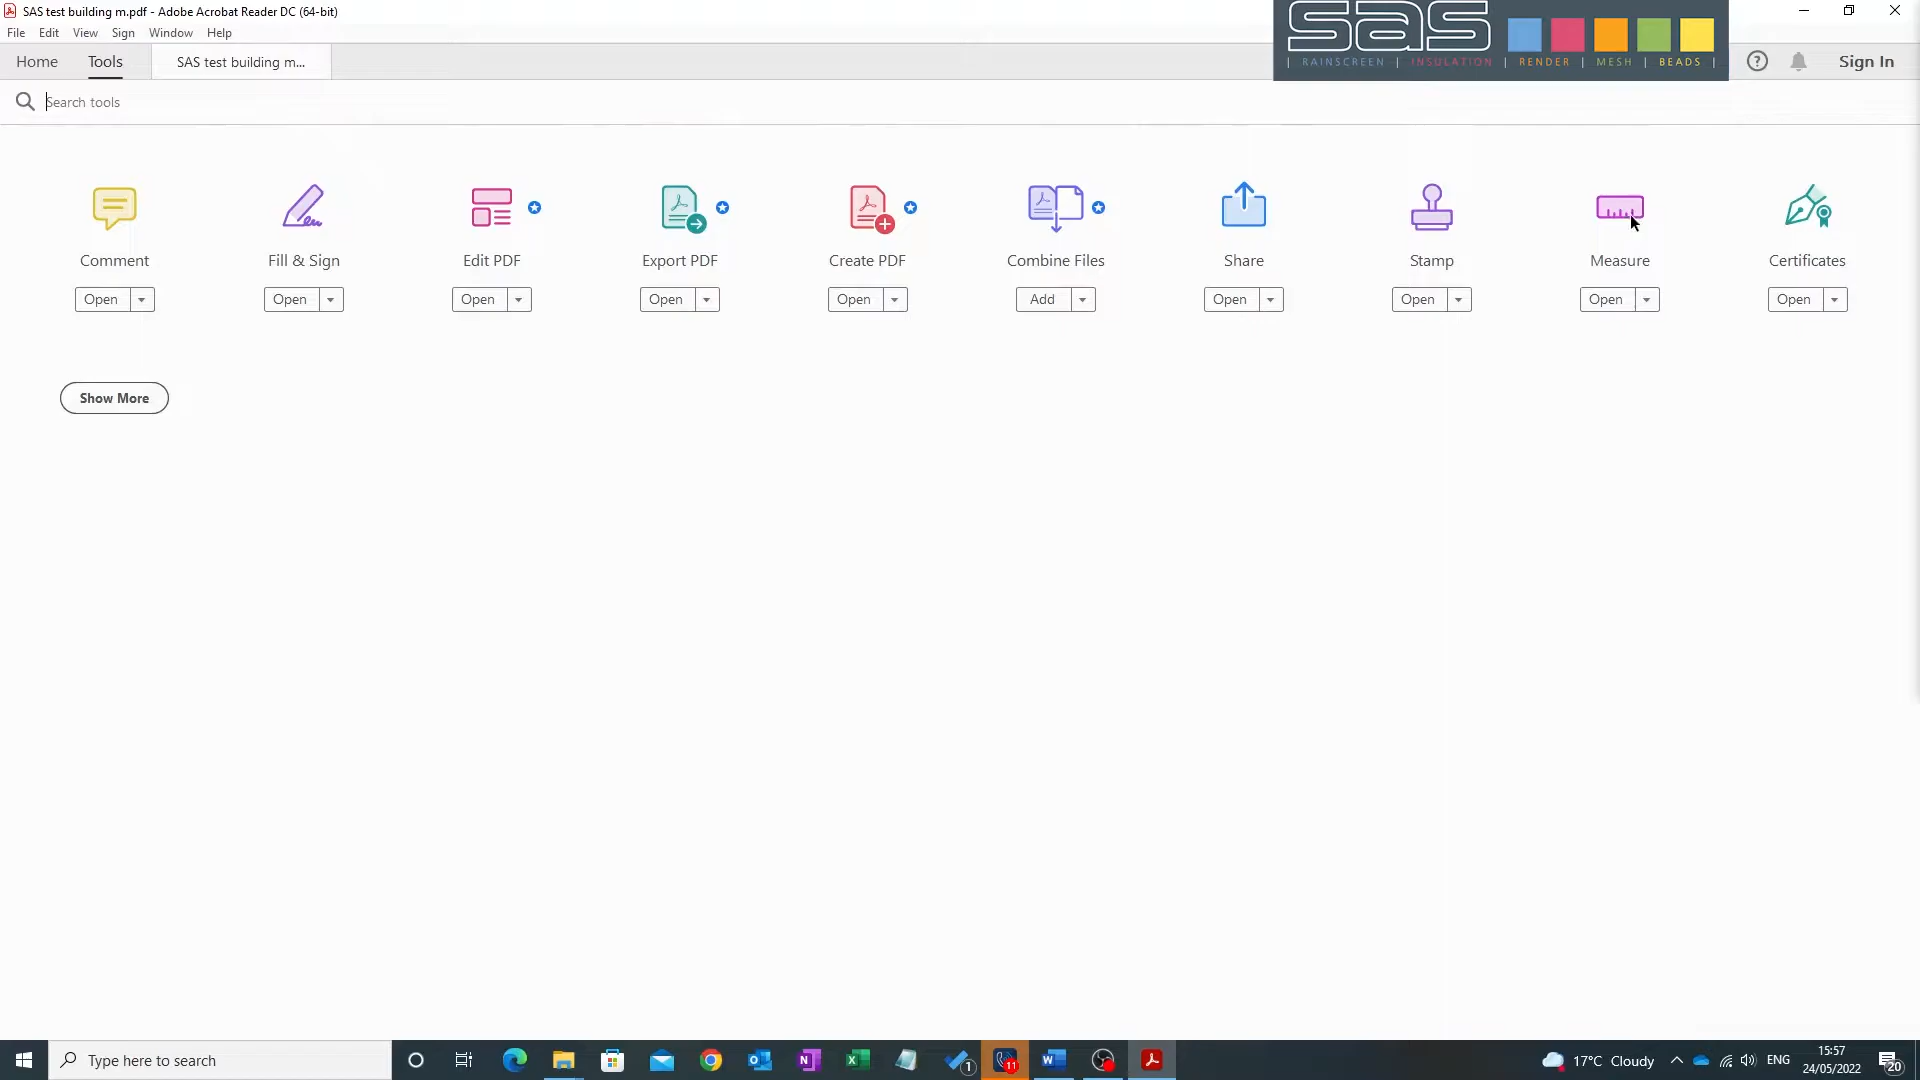 SAS test building m.pdf - Adobe Acrobat Reader DC (64-bit)
File Edit View Sign Window Help
sas
| RAINSCREEN | INSULATION | RENDER | MESH | BEADS |
Home Tools SAS test building m... Sign In
Search tools
Comment Fill & Sign Edit PDF Export PDF Create PDF Combine Files Share Stamp Measure Certificates
Open Open Open Open Open Add Open Open Open Open
Show More
Type here to search
1
11
17°C Cloudy
ENG
15:57
24/05/2022
20